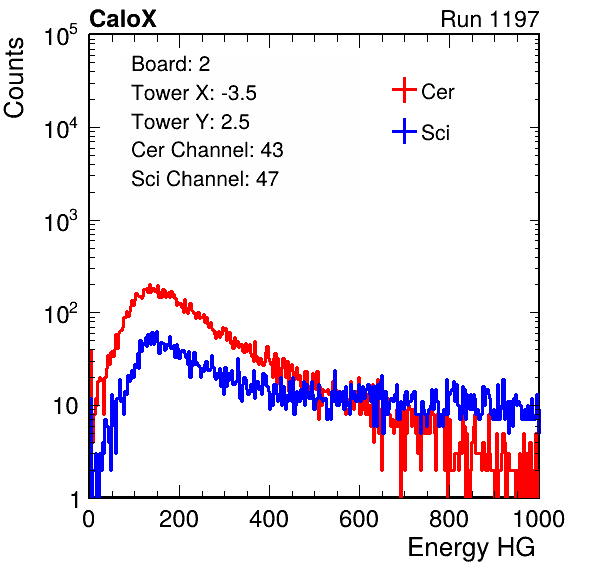 CaloX Run 1197
Counts
10^5
10^4
10^3
10^2
10
1
Board: 2
Tower X: -3.5
Tower Y: 2.5
Cer Channel: 43
Sci Channel: 47
Cer
Sci
0 200 400 600 800 1000
Energy HG